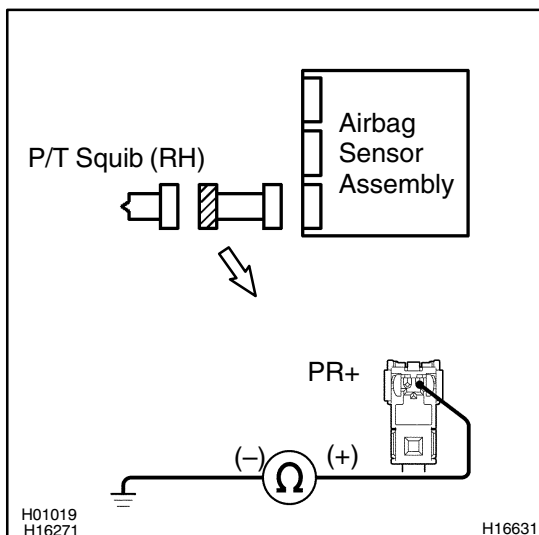 P/T Squib (RH)
Airbag
Sensor
Assembly
PR+
(−)
Ω
(+)
H01019
H16271
H16631